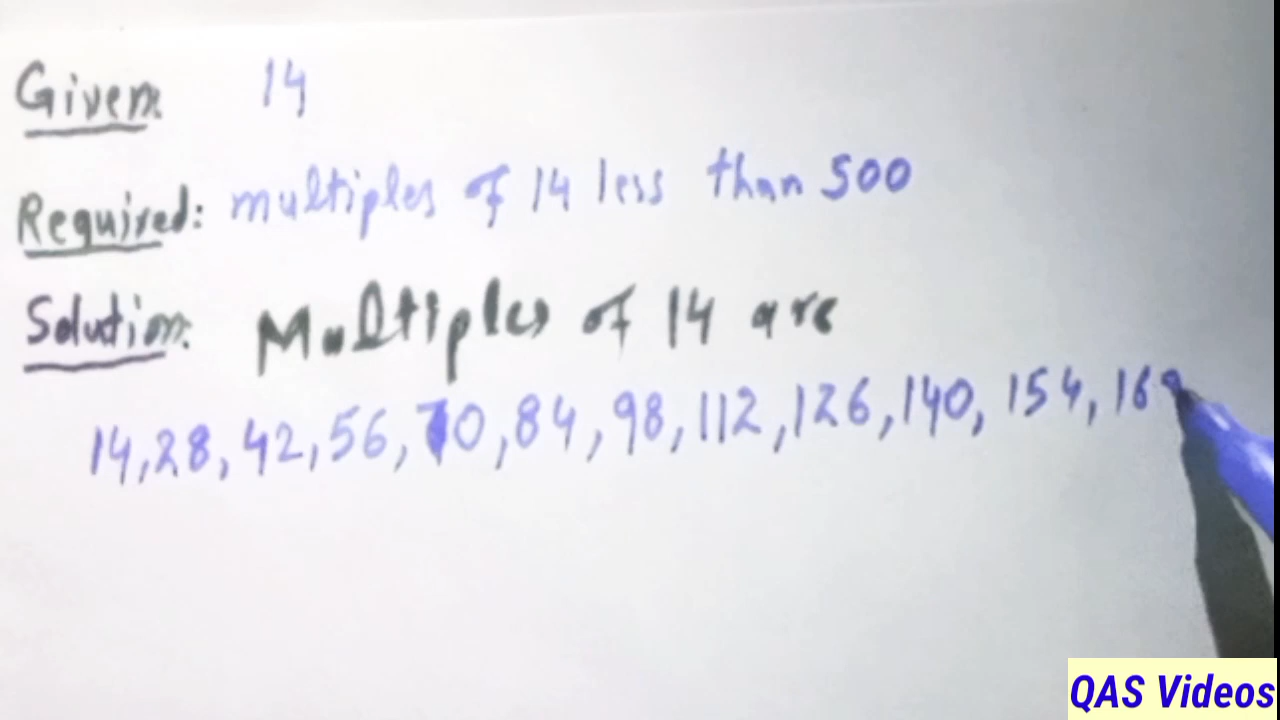 Given: 14
Required: multiples of 14 less than 500
Solution: Multiples of 14 are
14, 28, 42, 56, 70, 84, 98, 112, 126, 140, 154, 168
QAS Videos